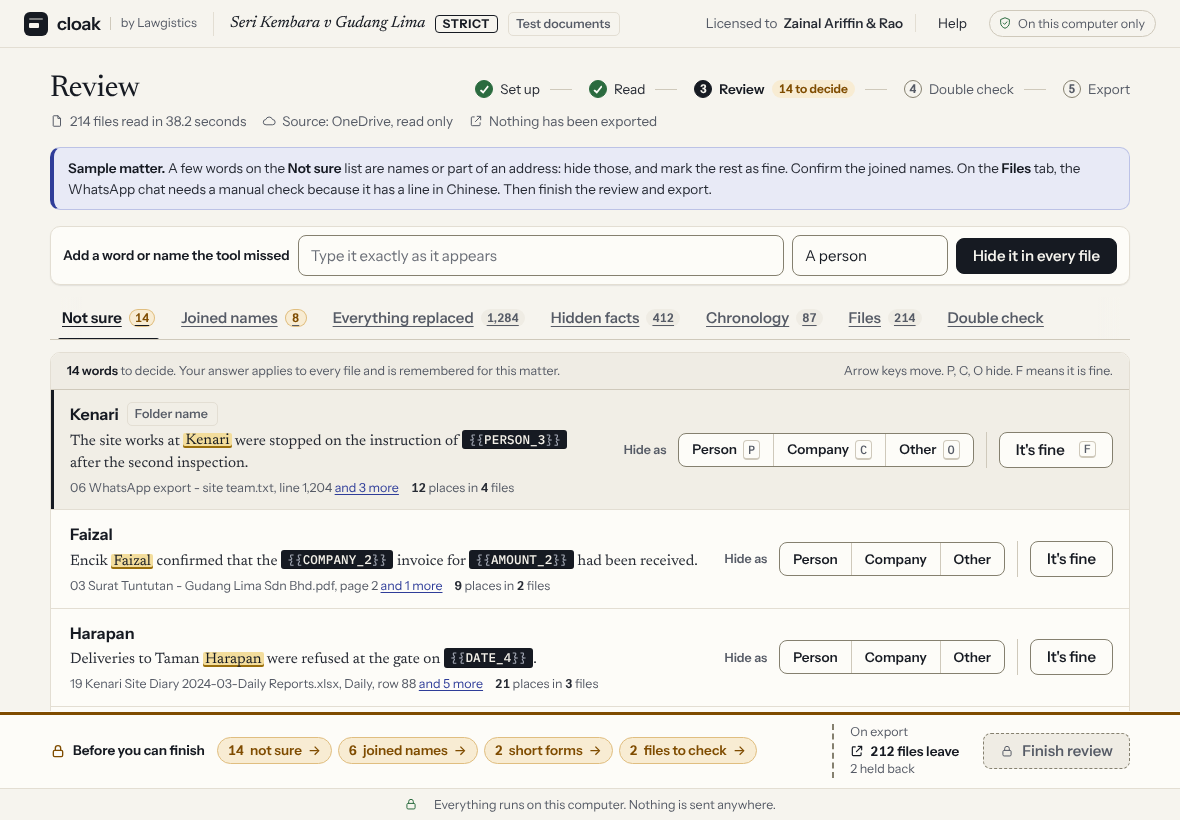 cloak by Lawgistics Seri Kembara v Gudang Lima STRICT Test documents Licensed to Zainal Ariffin & Rao Help On this computer only
Review Set up Read 3 Review 14 to decide 4 Double check 5 Export
214 files read in 38.2 seconds Source: OneDrive, read only Nothing has been exported
Sample matter. A few words on the Not sure list are names or part of an address: hide those, and mark the rest as fine. Confirm the joined names. On the Files tab, the
WhatsApp chat needs a manual check because it has a line in Chinese. Then finish the review and export.
Add a word or name the tool missed Type it exactly as it appears A person Hide it in every file
Not sure 14 Joined names 8 Everything replaced 1,284 Hidden facts 412 Chronology 87 Files 214 Double check
14 words to decide. Your answer applies to every file and is remembered for this matter. Arrow keys move. P, C, O hide. F means it is fine.
Kenari Folder name
The site works at Kenari were stopped on the instruction of {{PERSON_3}}
after the second inspection.
Hide as Person P Company C Other O It's fine F
06 WhatsApp export - site team.txt, line 1,204 and 3 more 12 places in 4 files
Faizal
Encik Faizal confirmed that the {{COMPANY_2}} invoice for {{AMOUNT_2}} had been received. Hide as Person Company Other It's fine
03 Surat Tuntutan - Gudang Lima Sdn Bhd.pdf, page 2 and 1 more 9 places in 2 files
Harapan
Deliveries to Taman Harapan were refused at the gate on {{DATE_4}}. Hide as Person Company Other It's fine
19 Kenari Site Diary 2024-03-Daily Reports.xlsx, Daily, row 88 and 5 more 21 places in 3 files
Before you can finish 14 not sure → 6 joined names → 2 short forms → 2 files to check →
On export
212 files leave
2 held back
Finish review
Everything runs on this computer. Nothing is sent anywhere.